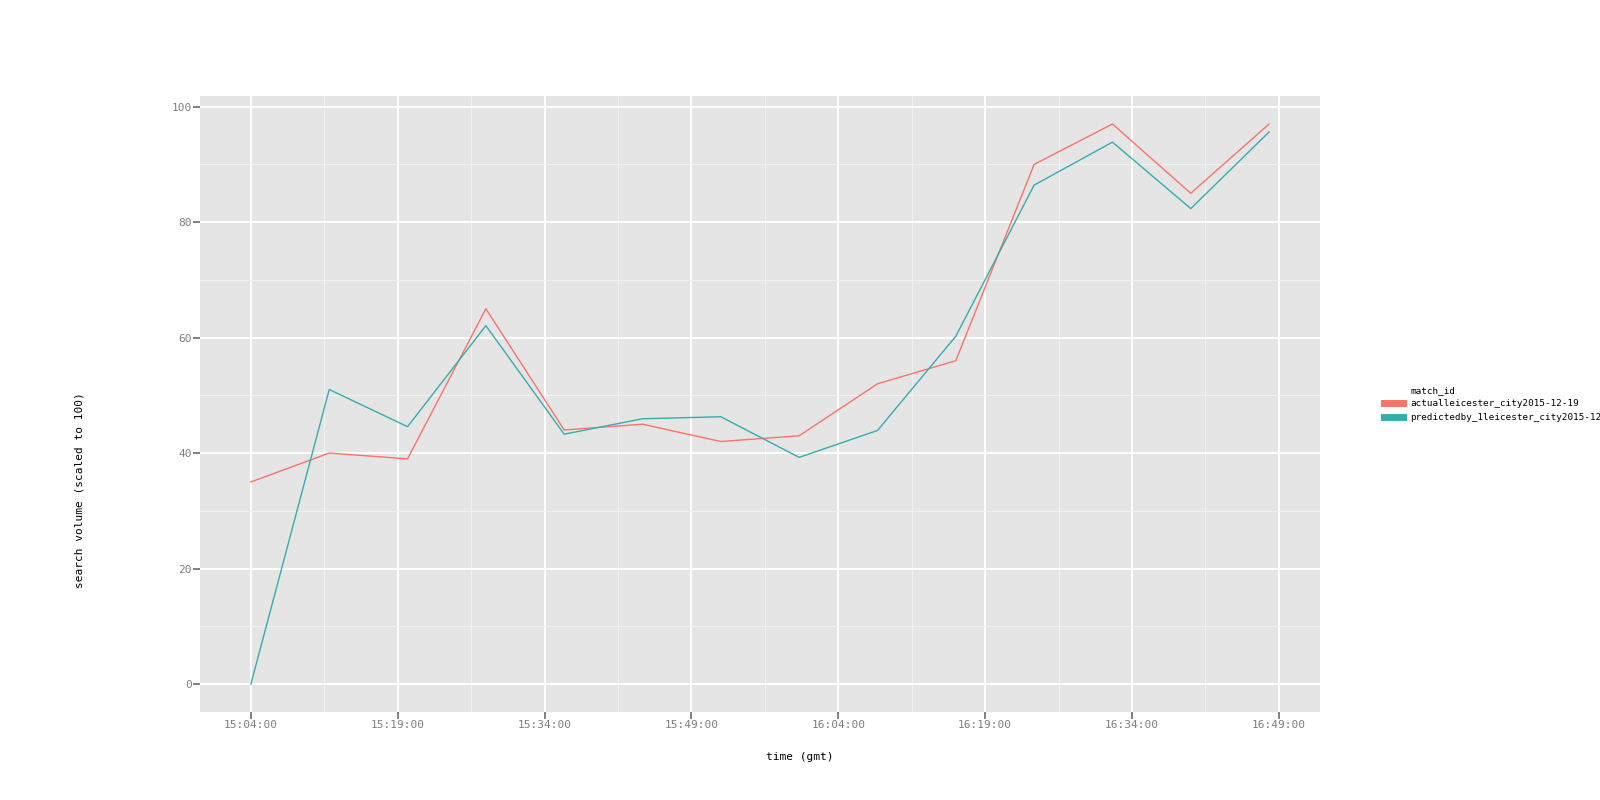 100
80
60
40
20
0
search volume (scaled to 100)
15:04:00 15:19:00 15:34:00 15:49:00 16:04:00 16:19:00 16:34:00 16:49:00
time (gmt)
match_id
actualleicester_city2015-12-19
predictedby_1leicester_city2015-12